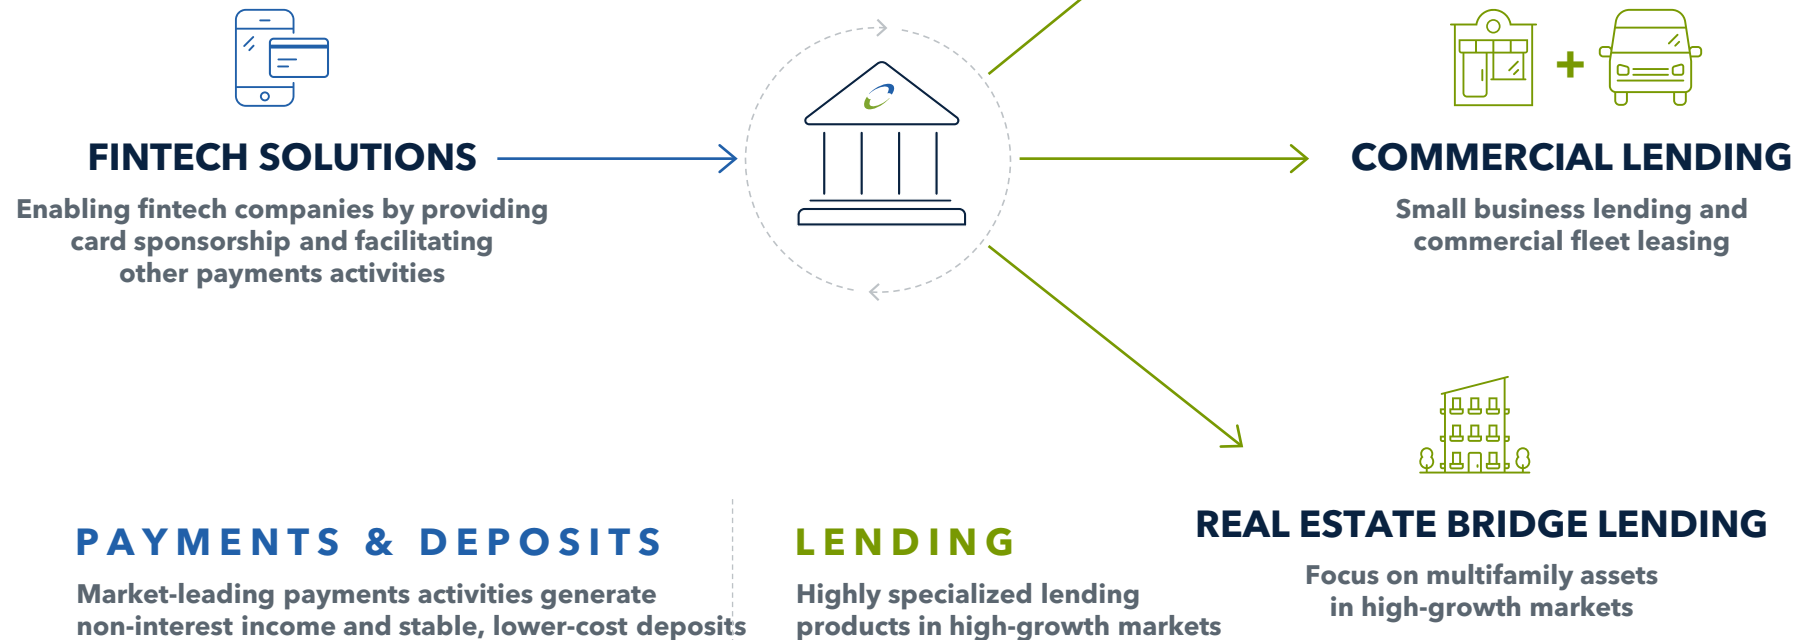 FINTECH SOLUTIONS
Enabling fintech companies by providing
card sponsorship and facilitating
other payments activities
COMMERCIAL LENDING
Small business lending and
commercial fleet leasing
REAL ESTATE BRIDGE LENDING
Focus on multifamily assets
in high-growth markets
PAYMENTS & DEPOSITS
Market-leading payments activities generate
non-interest income and stable, lower-cost deposits
LENDING
Highly specialized lending
products in high-growth markets